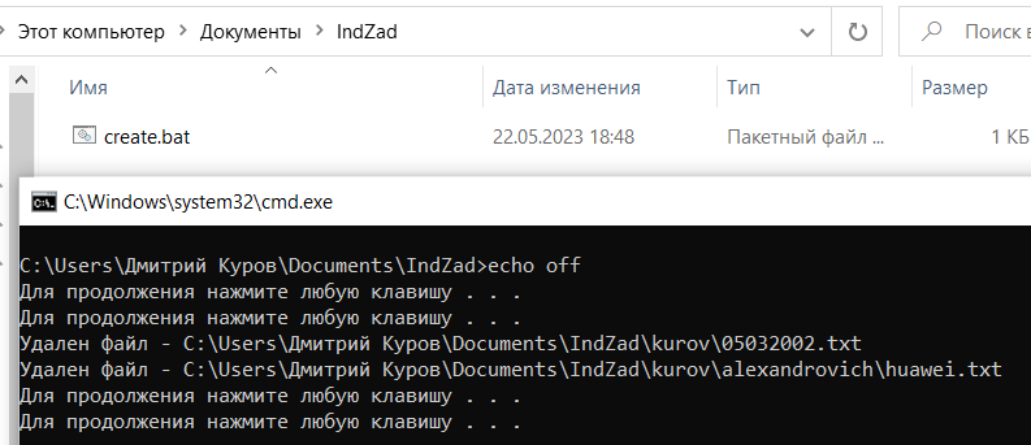 Этот компьютер > Документы > IndZad Поиск
Имя Дата изменения Тип Размер
create.bat 22.05.2023 18:48 Пакетный файл ... 1 КБ
C:\Windows\system32\cmd.exe
C:\Users\Дмитрий Куров\Documents\IndZad>echo off
Для продолжения нажмите любую клавишу . . .
Для продолжения нажмите любую клавишу . . .
Удален файл - C:\Users\Дмитрий Куров\Documents\IndZad\kurov\05032002.txt
Удален файл - C:\Users\Дмитрий Куров\Documents\IndZad\kurov\alexandrovich\huawei.txt
Для продолжения нажмите любую клавишу . . .
Для продолжения нажмите любую клавишу . . .